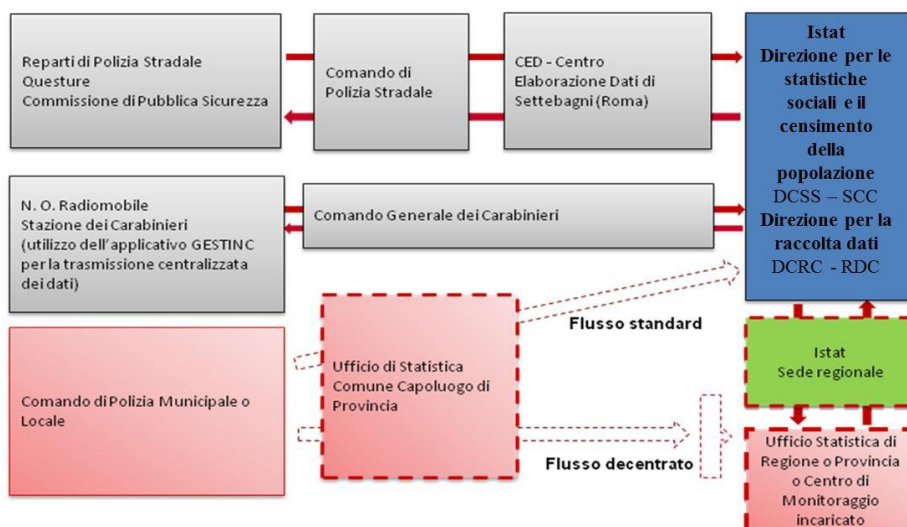 Reparti di Polizia Stradale
Questure
Commissione di Pubblica Sicurezza
Comando di
Polizia Stradale
CED - Centro
Elaborazione Dati di
Settebagni (Roma)
Istat
Direzione per le
statistiche
sociali e il
censimento
della
popolazione
DCSS – SCC
Direzione per la
raccolta dati
DCRC - RDC
N. O. Radiomobile
Stazione dei Carabinieri
(utilizzo dell'applicativo GESTINC
per la trasmissione centralizzata
dei dati)
Comando Generale dei Carabinieri
Flusso standard
Comando di Polizia Municipale o
Locale
Ufficio di Statistica
Comune Capoluogo di
Provincia
Flusso decentrato
Istat
Sede regionale
Ufficio Statistica di
Regione o Provincia
o Centro di
Monitoraggio
incaricato